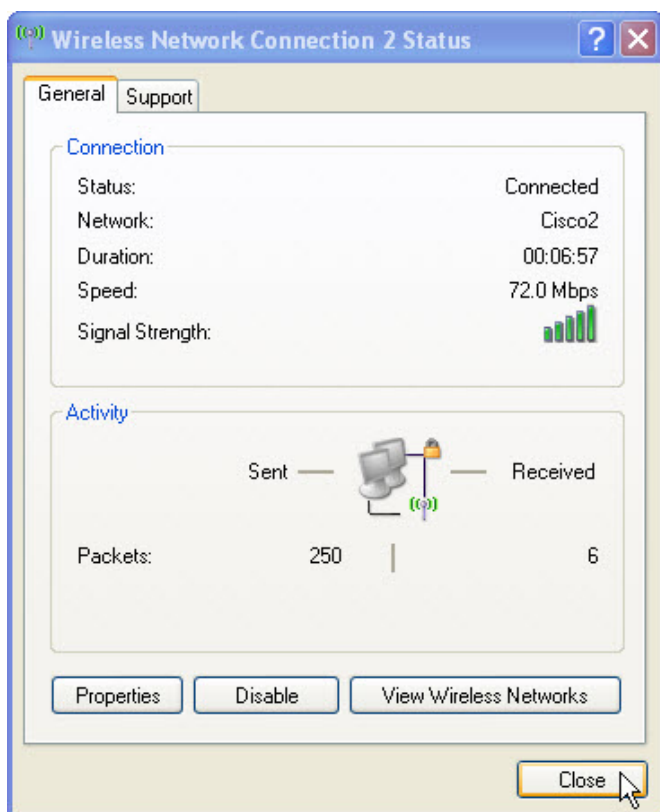 Wireless Network Connection 2 Status
General Support
Connection
Status: Connected
Network: Cisco2
Duration: 00:06:57
Speed: 72.0 Mbps
Signal Strength:
Activity
Sent Received
Packets: 250 6
Properties Disable View Wireless Networks
Close